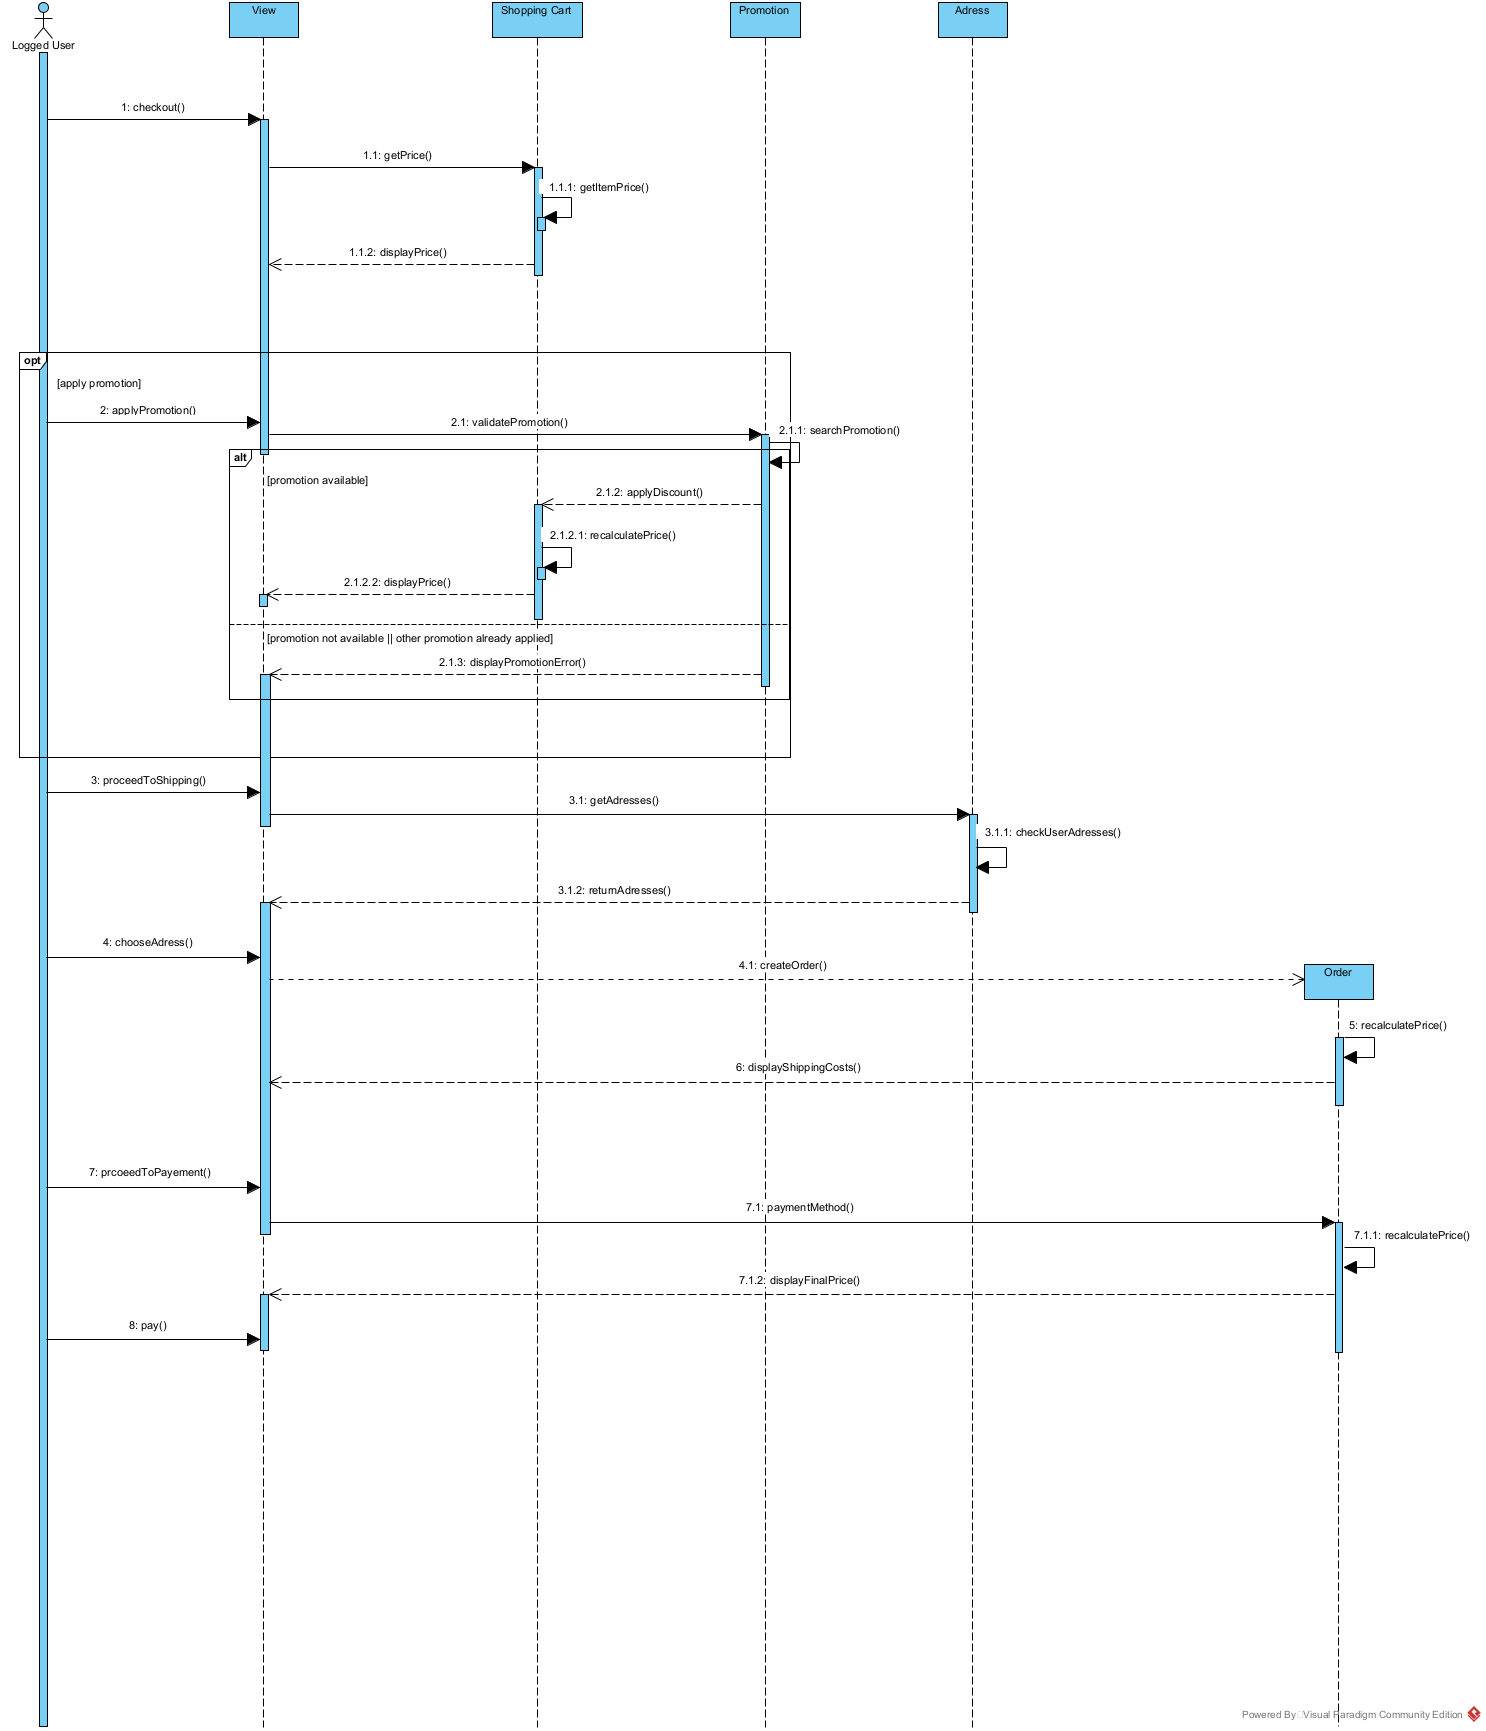 View
Shopping Cart
Promotion
Adress
Logged User
1: checkout()
1.1: getPrice()
1.1.1: getItemPrice()
1.1.2: displayPrice()
opt
[apply promotion]
2: applyPromotion()
2.1: validatePromotion()
2.1.1: searchPromotion()
alt
[promotion available]
2.1.2: applyDiscount()
2.1.2.1: recalculatePrice()
2.1.2.2: displayPrice()
[promotion not available || other promotion already applied]
2.1.3: displayPromotionError()
3: proceedToShipping()
3.1: getAdresses()
3.1.1: checkUserAdresses()
3.1.2: returnAdresses()
4: chooseAdress()
4.1: createOrder()
Order
5: recalculatePrice()
6: displayShippingCosts()
7: prcoeedToPayement()
7.1: paymentMethod()
7.1.1: recalculatePrice()
7.1.2: displayFinalPrice()
8: pay()
Powered By Visual Paradigm Community Edition